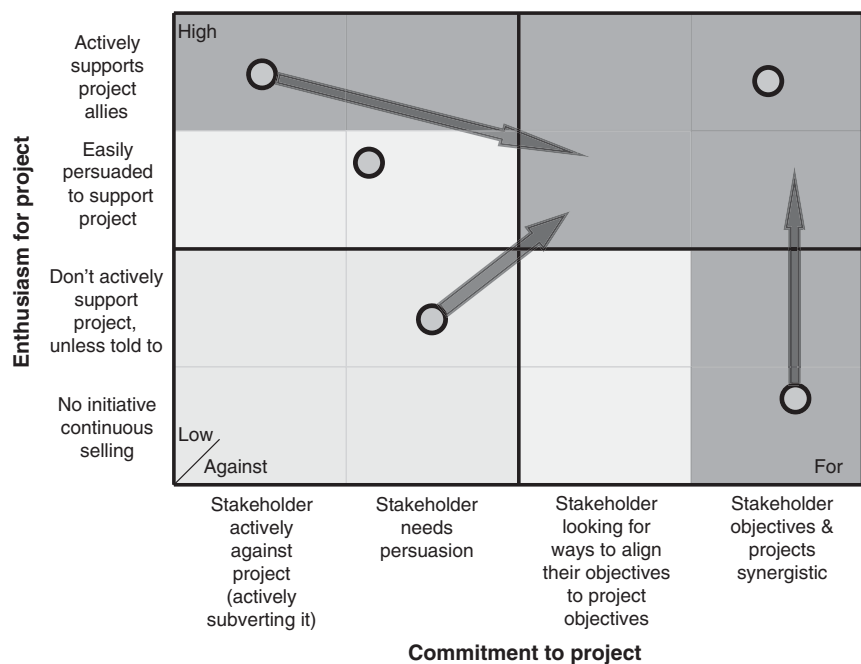 Enthusiasm for project
Actively
supports
project
allies
Easily
persuaded
to support
project
Don't actively
support
project,
unless told to
No initiative
continuous
selling
High
Low
Against
For
Stakeholder
actively
against
project
(actively
subverting it)
Stakeholder
needs
persuasion
Stakeholder
looking for
ways to align
their objectives
to project
objectives
Stakeholder
objectives &
projects
synergistic
Commitment to project